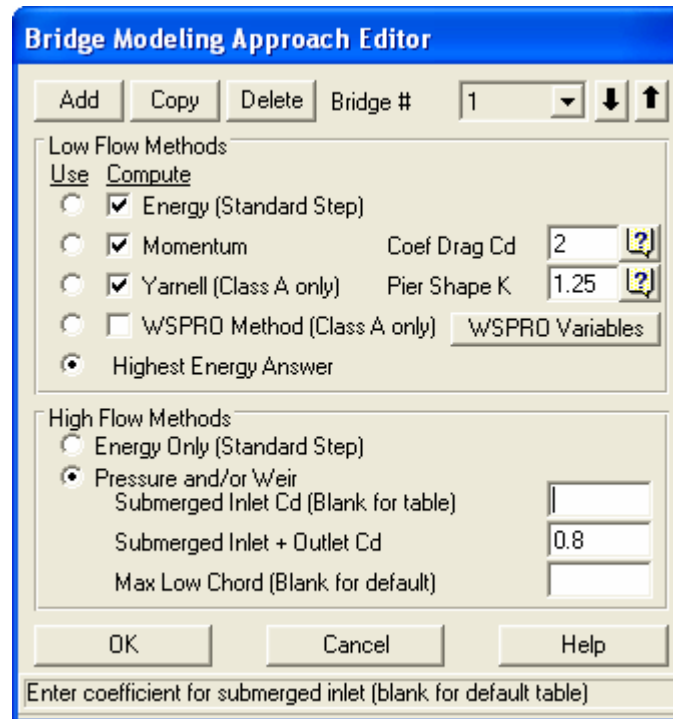 Bridge Modeling Approach Editor
Add Copy Delete Bridge # 1
Low Flow Methods
Use Compute
Energy (Standard Step)
Momentum Coef Drag Cd 2 ?
Yarnell (Class A only) Pier Shape K 1.25 ?
WSPRO Method (Class A only) WSPRO Variables
Highest Energy Answer
High Flow Methods
Energy Only (Standard Step)
Pressure and/or Weir
Submerged Inlet Cd (Blank for table)
Submerged Inlet + Outlet Cd 0.8
Max Low Chord (Blank for default)
OK Cancel Help
Enter coefficient for submerged inlet (blank for default table)